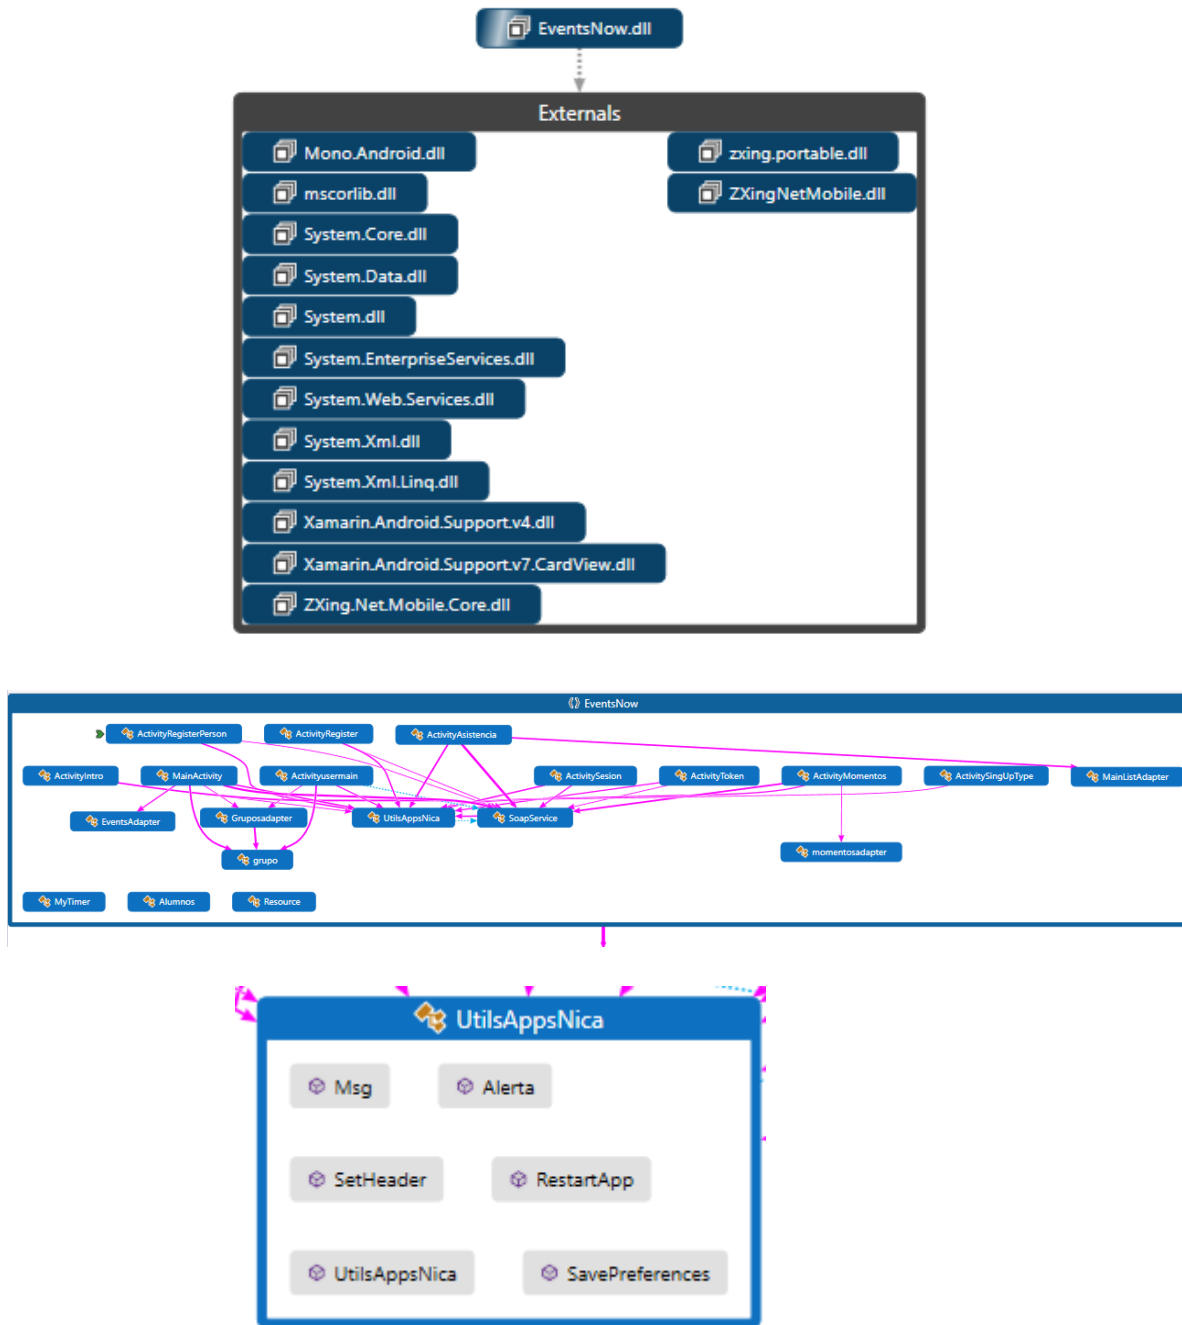 EventsNow.dll
Externals
Mono.Android.dll
zxing.portable.dll
mscorlib.dll
ZXingNetMobile.dll
System.Core.dll
System.Data.dll
System.dll
System.EnterpriseServices.dll
System.Web.Services.dll
System.Xml.dll
System.Xml.Linq.dll
Xamarin.Android.Support.v4.dll
Xamarin.Android.Support.v7.CardView.dll
ZXing.Net.Mobile.Core.dll
EventsNow
ActivityRegisterPerson
ActivityRegister
ActivityAsistencia
ActivityIntro
MainActivity
Activityusermain
ActivitySesion
ActivityToken
ActivityMomentos
ActivitySingUpType
MainListAdapter
EventsAdapter
Gruposadapter
UtilsAppsNica
SoapService
grupo
momentosadapter
MyTimer
Alumnos
Resource
UtilsAppsNica
Msg
Alerta
SetHeader
RestartApp
UtilsAppsNica
SavePreferences